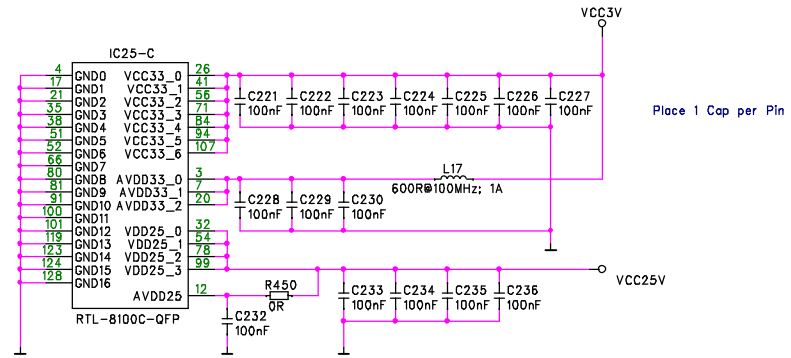 VCC3V
IC25-C
4 GND0 VCC33_0 26
17 GND1 VCC33_1 41
21 GND2 VCC33_2 56
35 GND3 VCC33_3 71
38 GND4 VCC33_4 84
51 GND5 VCC33_5 94
52 GND6 VCC33_6 107
66 GND7
80 GND8 AVDD33_0 3
81 GND9 AVDD33_1 7
91 GND10 AVDD33_2 20
100 GND11
101 GND12 VDD25_0 32
119 GND13 VDD25_1 54
123 GND14 VDD25_2 78
124 GND15 VDD25_3 99
128 GND16
AVDD25 12
RTL-8100C-QFP
C221 C222 C223 C224 C225 C226 C227
100nF 100nF 100nF 100nF 100nF 100nF 100nF
Place 1 Cap per Pin
L17
600R@100MHz; 1A
C228 C229 C230
100nF 100nF 100nF
VCC25V
R450
0R
C233 C234 C235 C236
100nF 100nF 100nF 100nF
C232
100nF